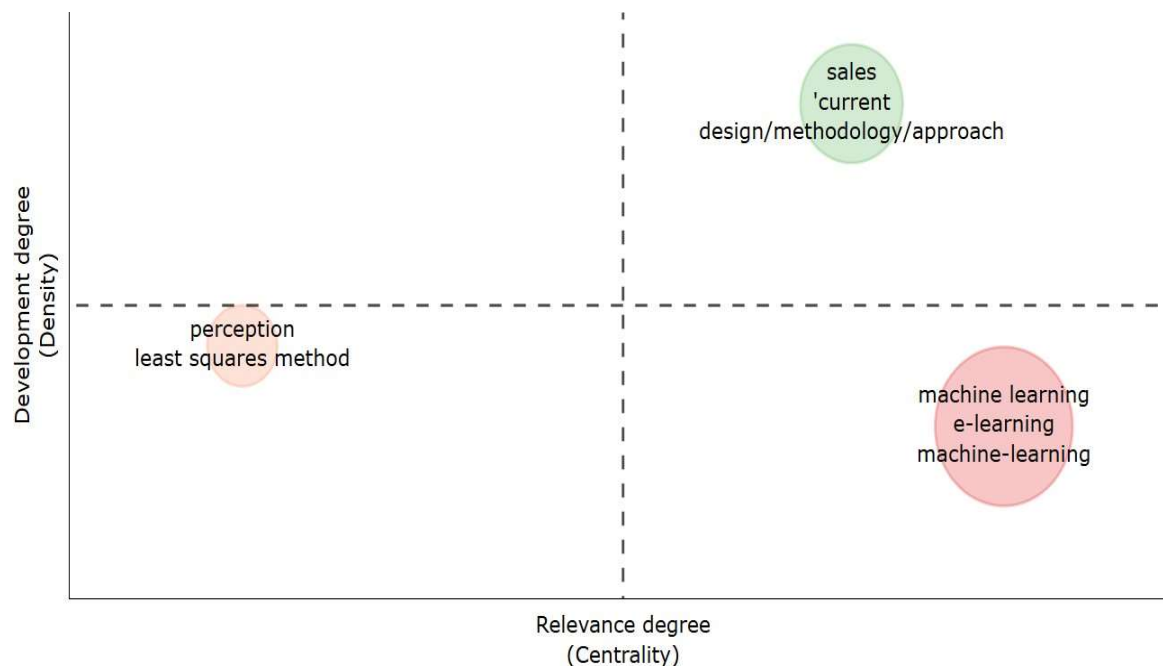 sales
'current
design/methodology/approach
Development degree
(Density)
perception
least squares method
machine learning
e-learning
machine-learning
Relevance degree
(Centrality)